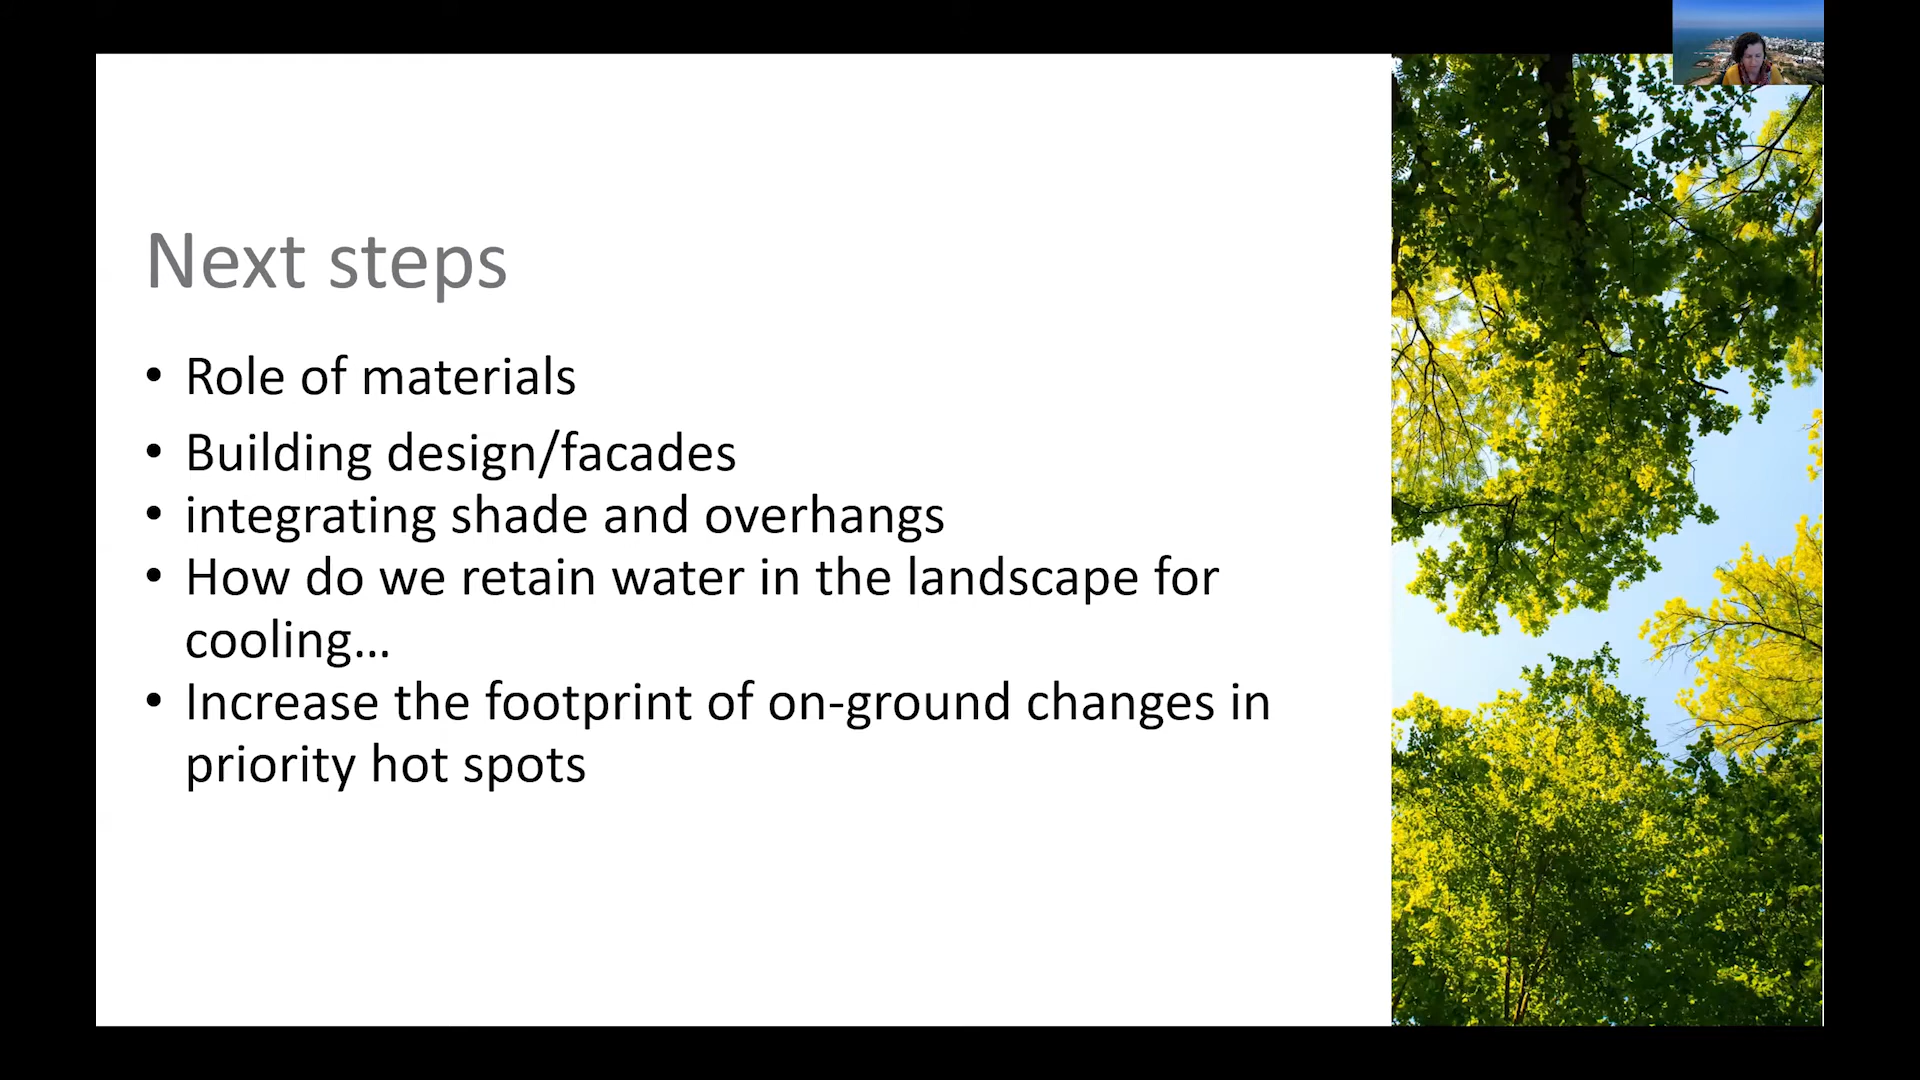 Next steps
• Role of materials
• Building design/facades
• integrating shade and overhangs
• How do we retain water in the landscape for
cooling...
• Increase the footprint of on-ground changes in
priority hot spots